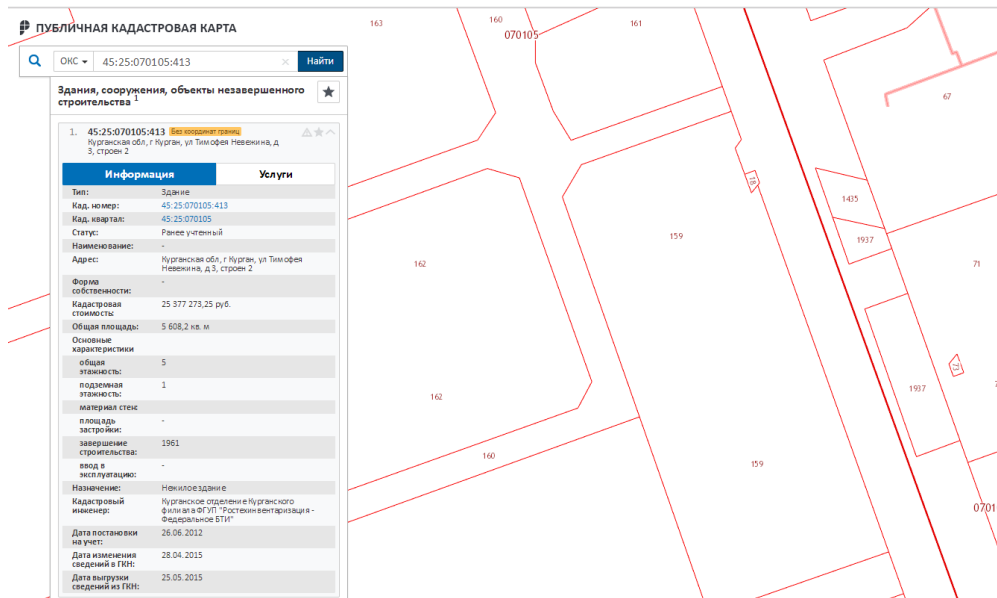 ПУБЛИЧНАЯ КАДАСТРОВАЯ КАРТА
ОКС 45:25:070105:413 × Найти
Здания, сооружения, объекты незавершенного
строительства 1
1. 45:25:070105:413 Без координат границ
Курганская обл, г Курган, ул Тимофея Невежина, д
3, строен 2
Информация Услуги
Тип: Здание
Кад. номер: 45:25:070105:413
Кад. квартал: 45:25:070105
Статус: Ранее учтенный
Наименование: -
Адрес: Курганская обл, г Курган, ул Тимофея
Невежина, д 3, строен 2
Форма
собственности: -
Кадастровая
стоимость: 25 377 273,25 руб.
Общая площадь: 5 608,2 кв. м
Основные
характеристики
общая
этажность: 5
подземная
этажность: 1
материал стен:
площадь
застройки: -
завершение
строительства: 1961
ввод в
эксплуатацию: -
Назначение: Нежилое здание
Кадастровый
инженер: Курганское отделение Курганского
филиала ФГУП "Ростехинвентаризация -
Федеральное БТИ"
Дата постановки
на учет: 26.06.2012
Дата изменения
сведений в ГКН: 28.04.2015
Дата выгрузки
сведений из ГКН: 25.05.2015
163
160
161
070105
67
18
1435
159
1937
162
71
73
1937
162
160
159
0701